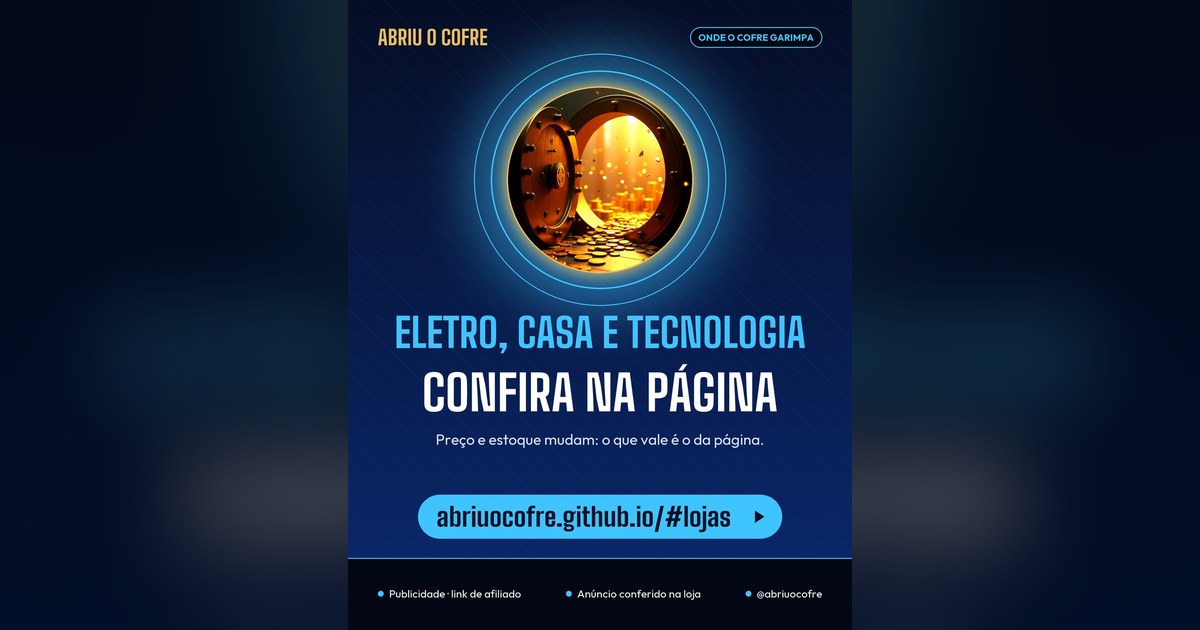 ABRIU O COFRE
ONDE O COFRE GARIMPA
ELETRO, CASA E TECNOLOGIA
CONFIRA NA PÁGINA
Preço e estoque mudam: o que vale é o da página.
abriuocofre.github.io/#lojas
Publicidade · link de afiliado
Anúncio conferido na loja
@abriuocofre